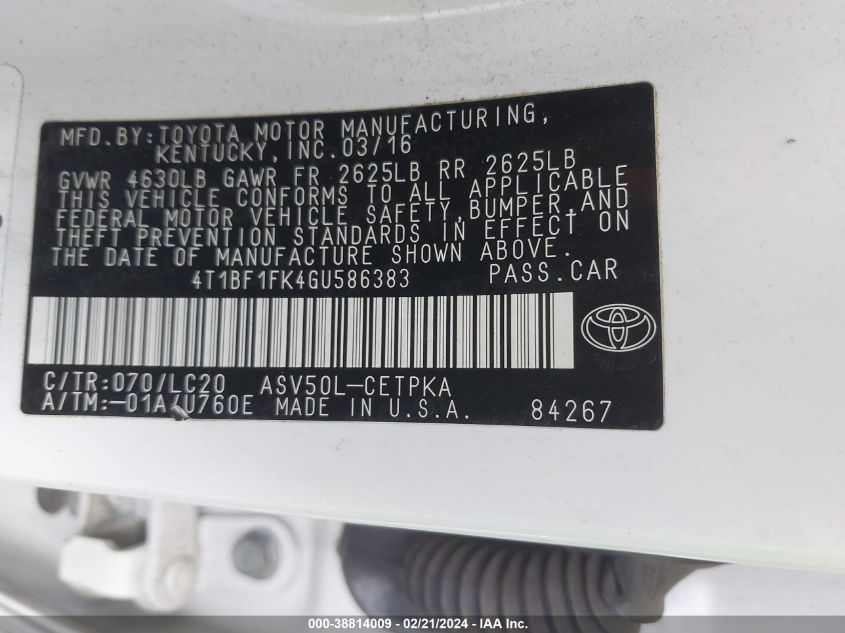 MFD.BY:TOYOTA MOTOR MANUFACTURING,
KENTUCKY,INC.03/16
GVWR 4630LB GAWR FR 2625LB RR 2625LB
THIS VEHICLE CONFORMS TO ALL APPLICABLE
FEDERAL MOTOR VEHICLE SAFETY,BUMPER,AND
THEFT PREVENTION STANDARDS IN EFFECT ON
THE DATE OF MANUFACTURE SHOWN ABOVE.
4T1BF1FK4GU586383 PASS.CAR
C/TR:070/LC20 ASV50L-CETPKA
A/TM:-01A/U760E MADE IN U.S.A. 84267
000-38814009 - 02/21/2024 - IAAI.com